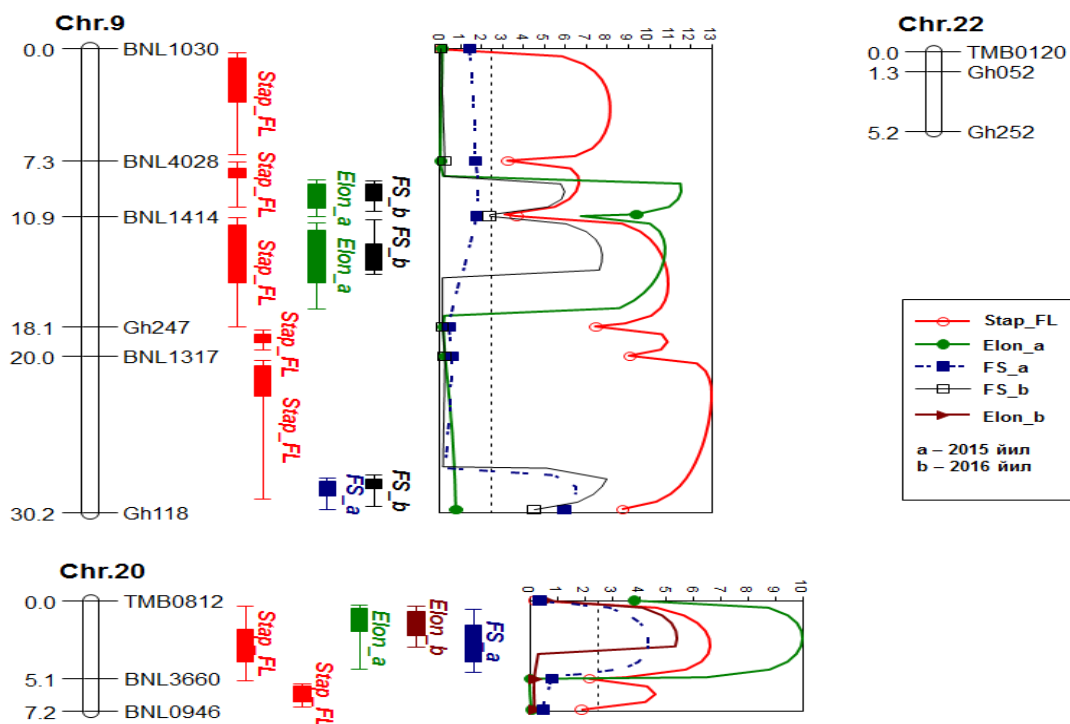 Chr.9
0.0 BNL1030
7.3 BNL4028
10.9 BNL1414
18.1 Gh247
20.0 BNL1317
30.2 Gh118
Stap_FL
Stap_FL
Stap_FL
Stap_FL
Stap_FL
Elon_a
Elon_a
FS_b
FS_b
FS_a
FS_b
0 1 2 3 4 5 6 7 8 9 10 11 12 13
Chr.22
0.0 TMB0120
1.3 Gh052
5.2 Gh252
Stap_FL
Elon_a
FS_a
FS_b
Elon_b
a – 2015 йил
b – 2016 йил
Chr.20
0.0 TMB0812
5.1 BNL3660
7.2 BNL0946
Stap_FL
Stap_FL
Elon_a
Elon_b
FS_a
0 1 2 3 4 5 6 7 8 9 10